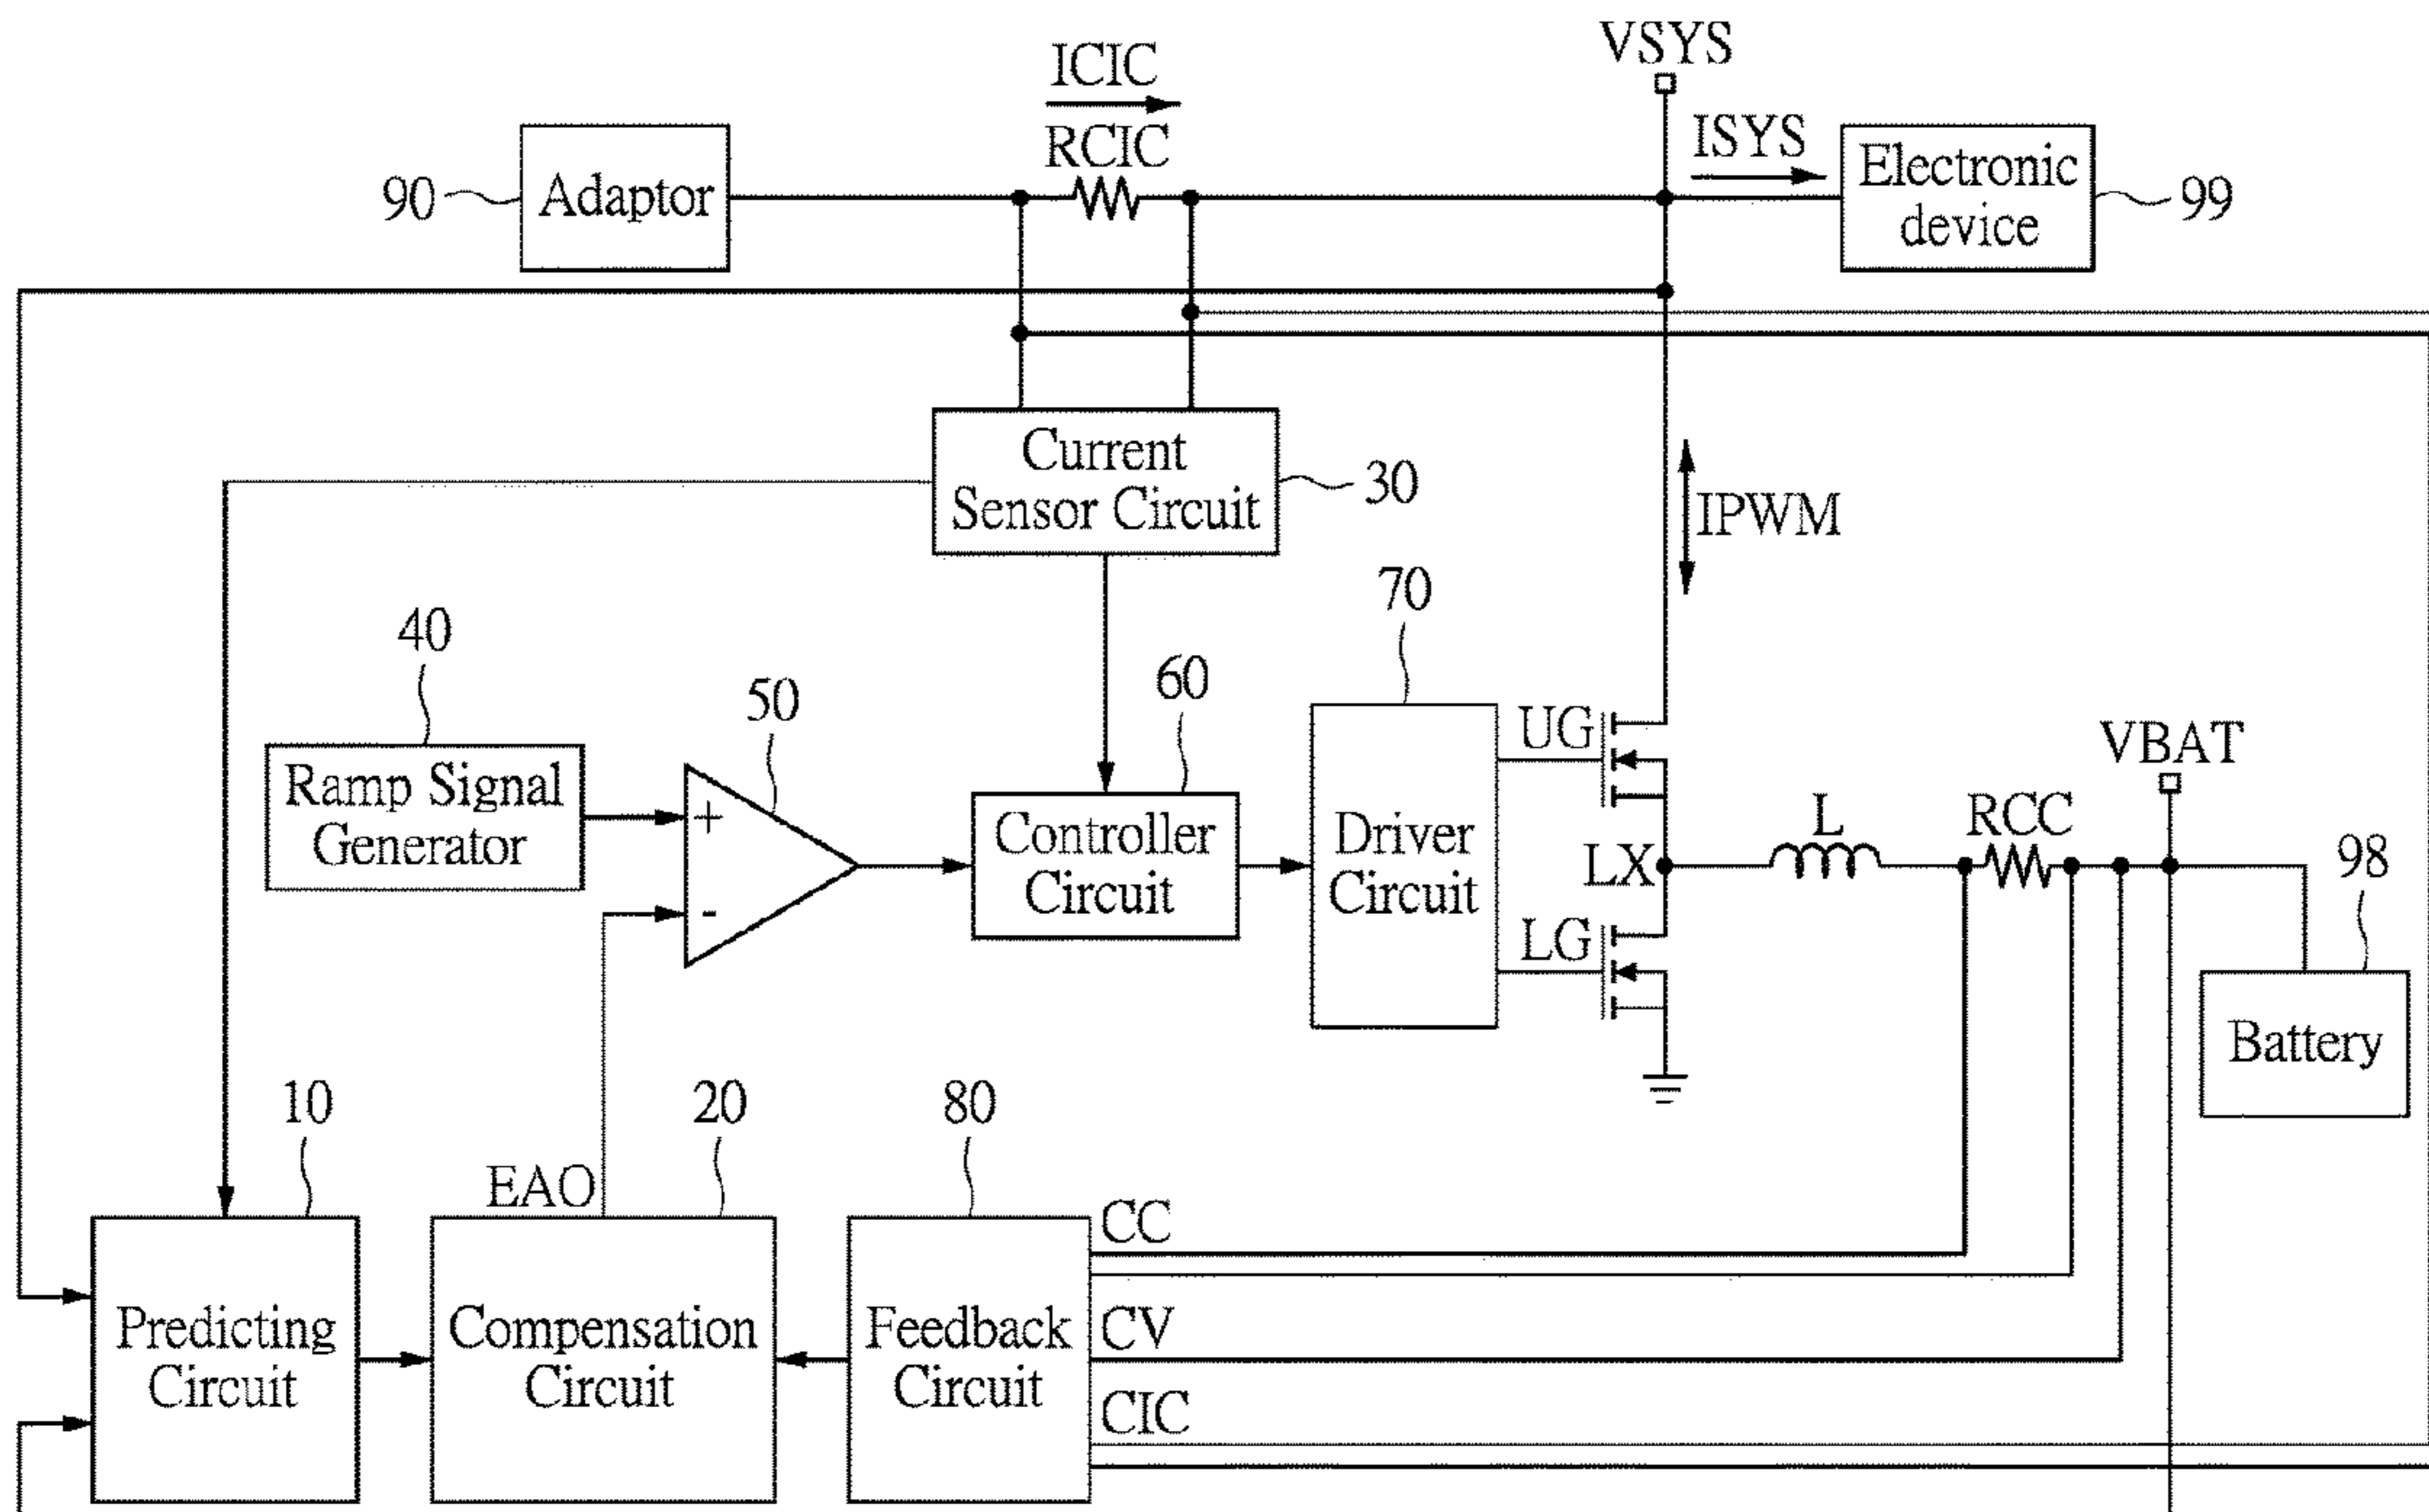 VSYS
ICIC
RCIC
ISYS
90
Adaptor
Electronic
device
99
Current
Sensor Circuit
30
IPWM
40
50
60
70
Ramp Signal
Generator
+
-
Controller
Circuit
Driver
Circuit
UG
LX
LG
L
RCC
VBAT
98
Battery
10
EAO
20
80
Predicting
Circuit
Compensation
Circuit
Feedback
Circuit
CC
CV
CIC